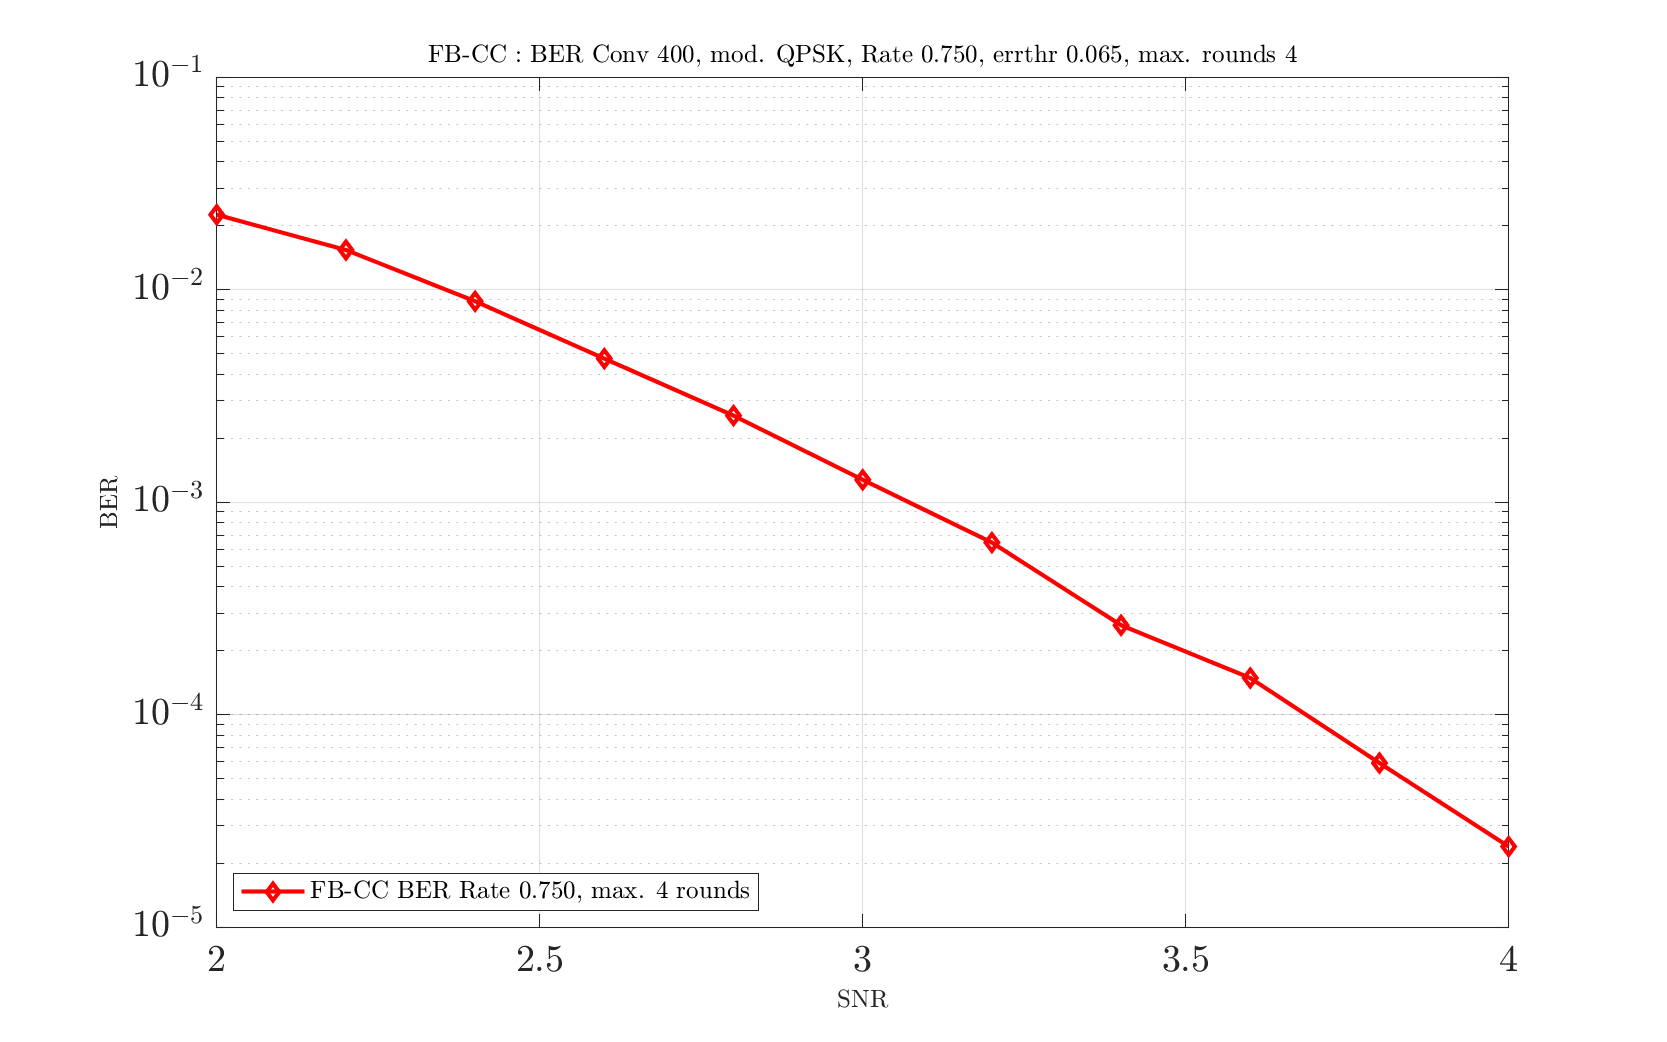 FB-CC : BER Conv 400, mod. QPSK, Rate 0.750, errthr 0.065, max. rounds 4
10⁻¹
10⁻²
10⁻³
10⁻⁴
10⁻⁵
BER
FB-CC BER Rate 0.750, max. 4 rounds
2 2.5 3 3.5 4
SNR